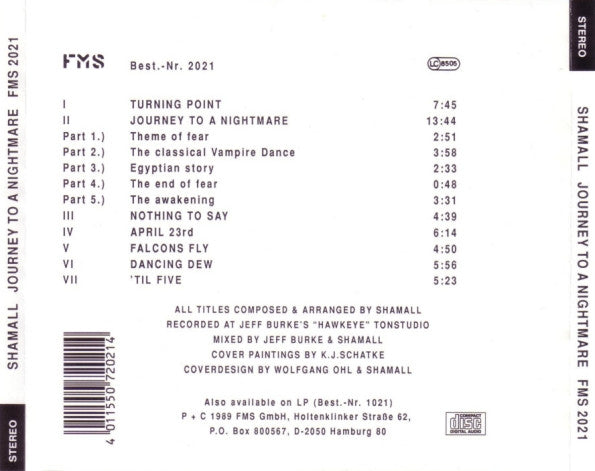 FMS Best.-Nr. 2021 LC 8506
I TURNING POINT 7:45
II JOURNEY TO A NIGHTMARE 13:44
Part 1.) Theme of fear 2:51
Part 2.) The classical Vampire Dance 3:58
Part 3.) Egyptian story 2:33
Part 4.) The end of fear 0:48
Part 5.) The awakening 3:31
III NOTHING TO SAY 4:39
IV APRIL 23rd 6:14
V FALCONS FLY 4:50
VI DANCING DEW 5:56
VII 'TIL FIVE 5:23
ALL TITLES COMPOSED & ARRANGED BY SHAMALL
RECORDED AT JEFF BURKE'S "HAWKEYE" TONSTUDIO
MIXED BY JEFF BURKE & SHAMALL
COVER PAINTINGS BY K.J.SCHATKE
COVERDESIGN BY WOLFGANG OHL & SHAMALL
Also available on LP (Best.-Nr. 1021)
P + C 1989 FMS GmbH, Holtenklinker Straße 62,
P.O. Box 800567, D-2050 Hamburg 80
4 011550 720214
COMPACT
disc
DIGITAL AUDIO
STEREO SHAMALL JOURNEY TO A NIGHTMARE FMS 2021
STEREO SHAMALL JOURNEY TO A NIGHTMARE FMS 2021